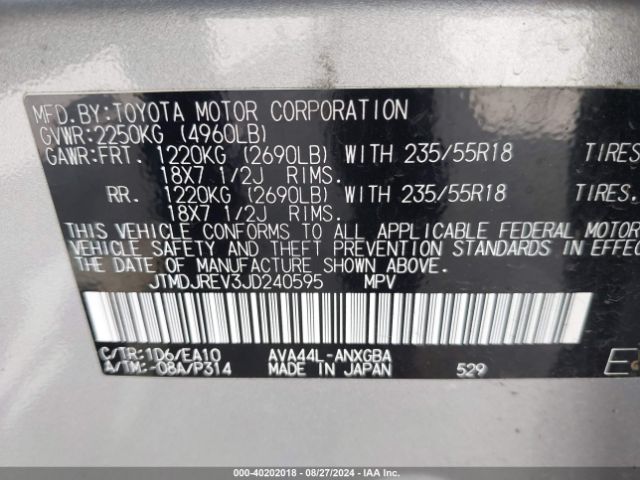 MFD.BY:TOYOTA MOTOR CORPORATION
GVWR:2250KG (4960LB)
GAWR:FRT. 1220KG (2690LB) WITH 235/55R18 TIRES
18X7 1/2J RIMS.
RR. 1220KG (2690LB) WITH 235/55R18 TIRES.
18X7 1/2J RIMS.
THIS VEHICLE CONFORMS TO ALL APPLICABLE FEDERAL MOTOR
VEHICLE SAFETY AND THEFT PREVENTION STANDARDS IN EFFEC
THE DATE OF MANUFACTURE SHOWN ABOVE.
JTMDJREV3JD240595 MPV
C/TR:1D6/EA10 AVA44L-ANXGBA
A/TM:-08A/P314 MADE IN JAPAN 529
000-40202018 - 08/27/2024 - IAAI.com